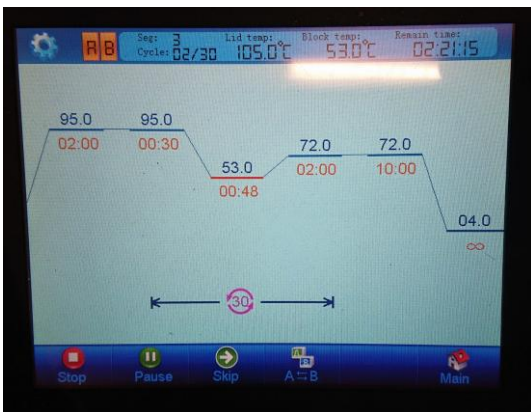 A B Seg: 3 Lid temp: Block temp: Remain time:
Cycle: 02/30 105.0℃ 53.0℃ 02:21:15
95.0 95.0 53.0 72.0 72.0 04.0
02:00 00:30 00:48 02:00 10:00 ∞
30
Stop Pause Skip A⇆B Main